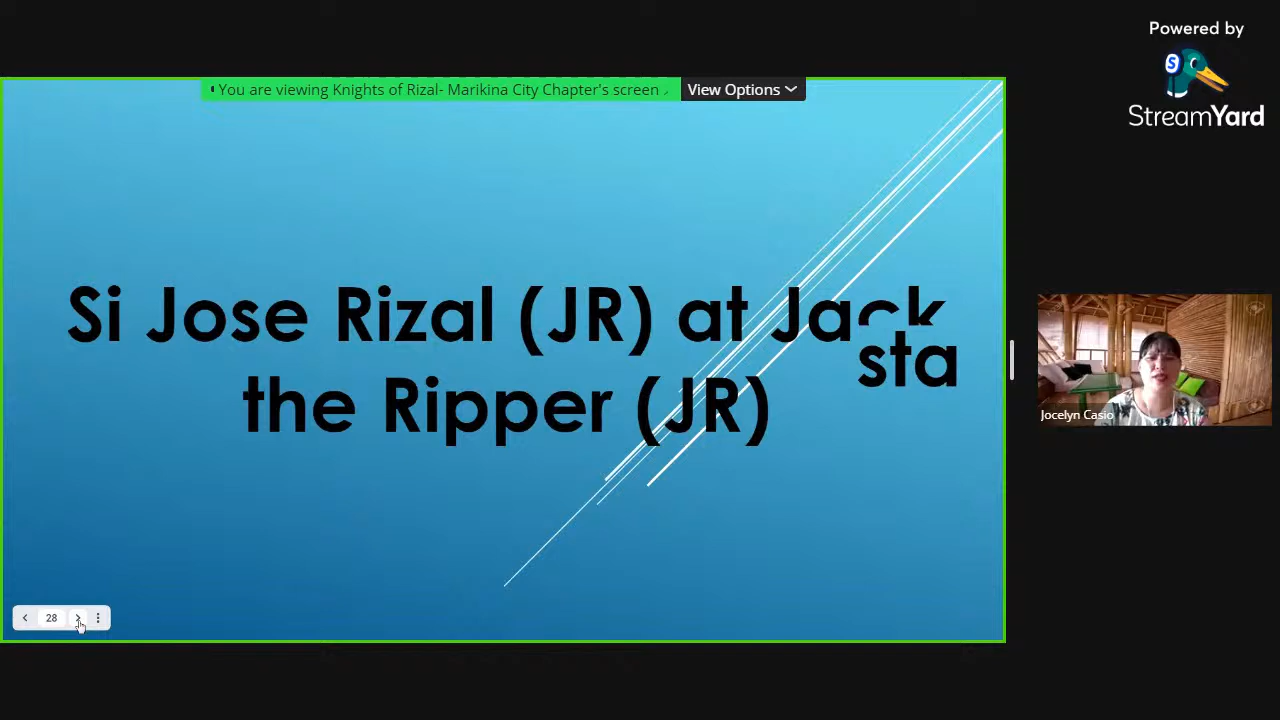 Powered by
StreamYard
You are viewing Knights of Rizal- Marikina City Chapter's screen
View Options
Si Jose Rizal (JR) at Jack
sta
the Ripper (JR)
Jocelyn Casio
28